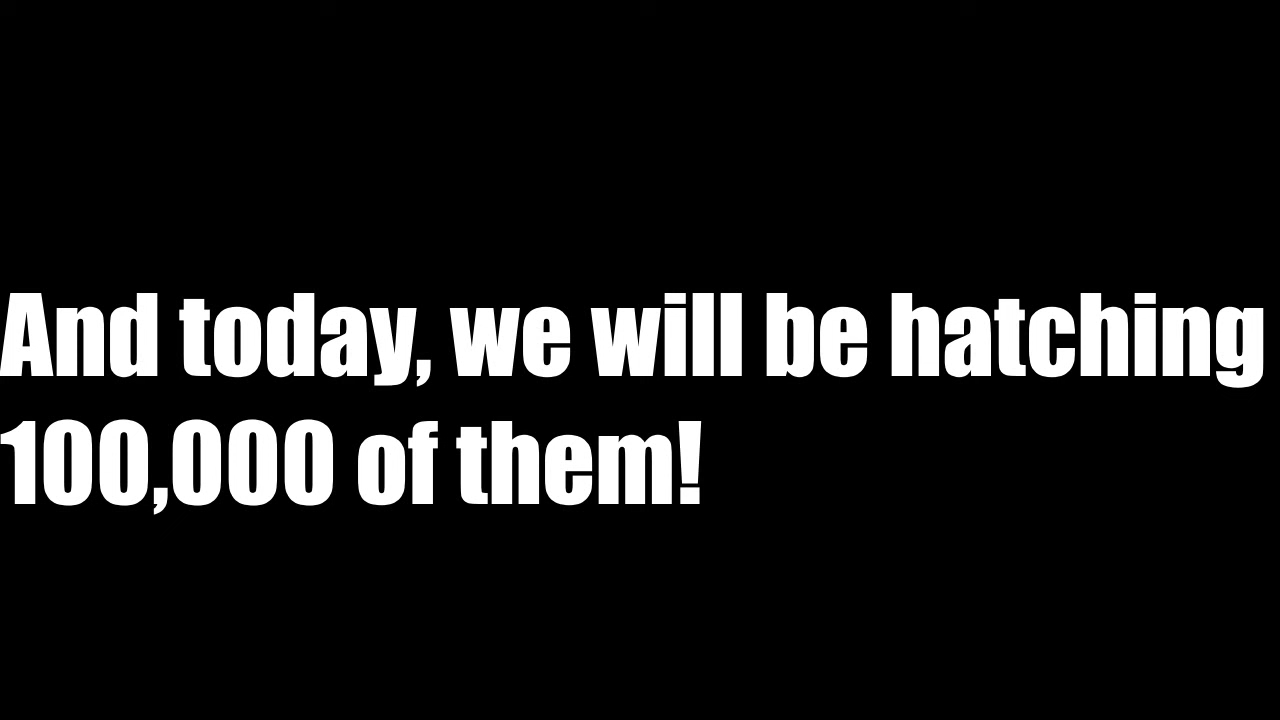 And today, we will be hatching
100,000 of them!